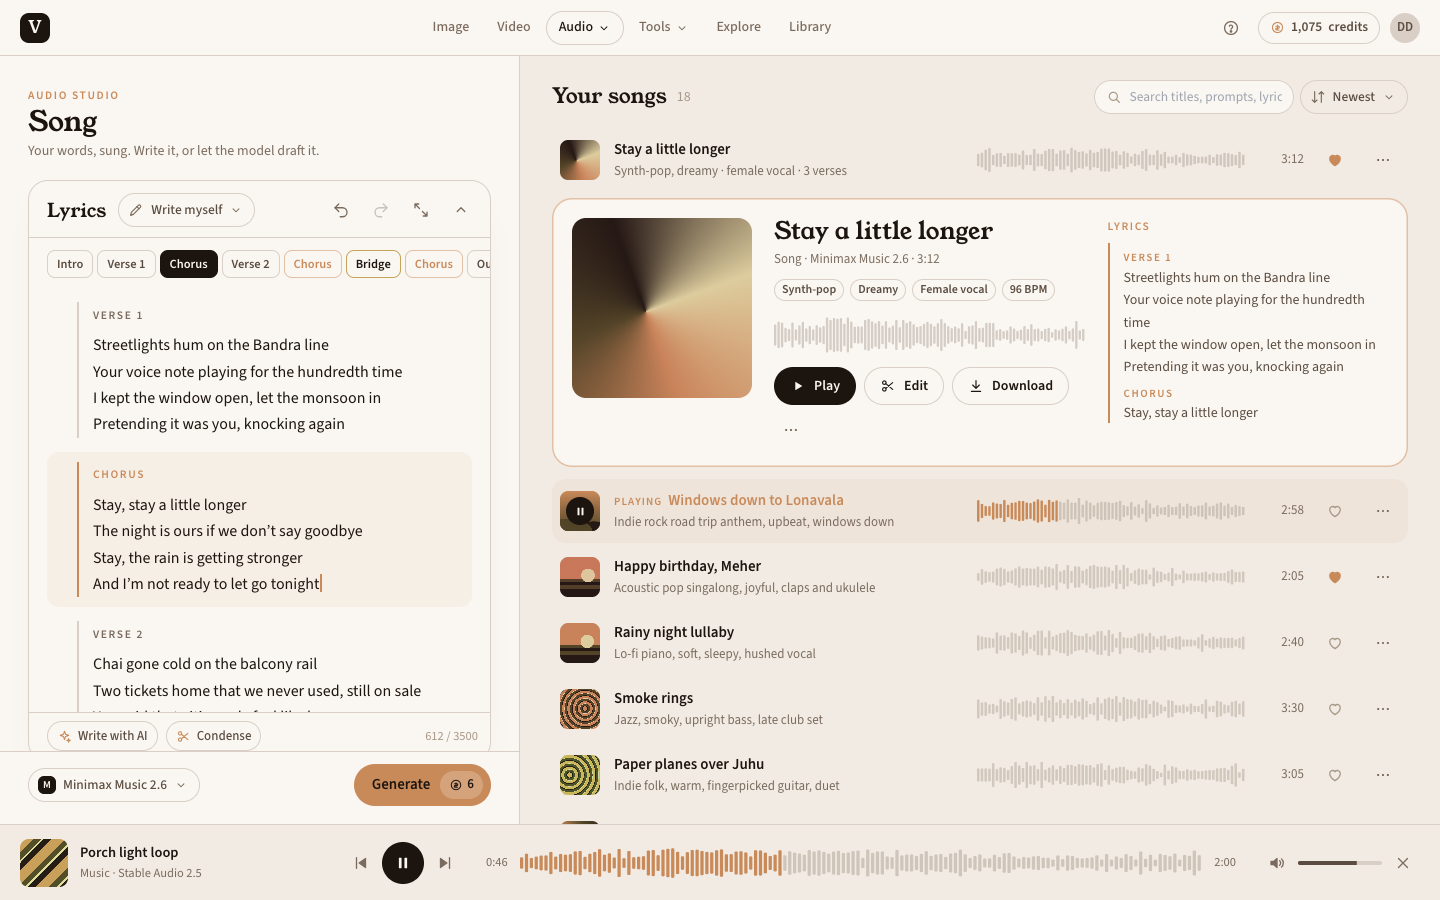 V
Image
Video
Audio
Tools
Explore
Library
1,075 credits
DD
AUDIO STUDIO
Song
Your words, sung. Write it, or let the model draft it.
Lyrics
Write myself
Intro
Verse 1
Chorus
Verse 2
Chorus
Bridge
Chorus
Ou
VERSE 1
Streetlights hum on the Bandra line
Your voice note playing for the hundredth time
I kept the window open, let the monsoon in
Pretending it was you, knocking again
CHORUS
Stay, stay a little longer
The night is ours if we don’t say goodbye
Stay, the rain is getting stronger
And I’m not ready to let go tonight
VERSE 2
Chai gone cold on the balcony rail
Two tickets home that we never used, still on sale
Write with AI
Condense
612 / 3500
M Minimax Music 2.6
Generate 6
Your songs 18
Search titles, prompts, lyric
Newest
Stay a little longer
Synth-pop, dreamy · female vocal · 3 verses
3:12
Stay a little longer
Song · Minimax Music 2.6 · 3:12
Synth-pop
Dreamy
Female vocal
96 BPM
Play
Edit
Download
LYRICS
VERSE 1
Streetlights hum on the Bandra line
Your voice note playing for the hundredth
time
I kept the window open, let the monsoon in
Pretending it was you, knocking again
CHORUS
Stay, stay a little longer
PLAYING Windows down to Lonavala
Indie rock road trip anthem, upbeat, windows down
2:58
Happy birthday, Meher
Acoustic pop singalong, joyful, claps and ukulele
2:05
Rainy night lullaby
Lo-fi piano, soft, sleepy, hushed vocal
2:40
Smoke rings
Jazz, smoky, upright bass, late club set
3:30
Paper planes over Juhu
Indie folk, warm, fingerpicked guitar, duet
3:05
Porch light loop
Music · Stable Audio 2.5
0:46
2:00